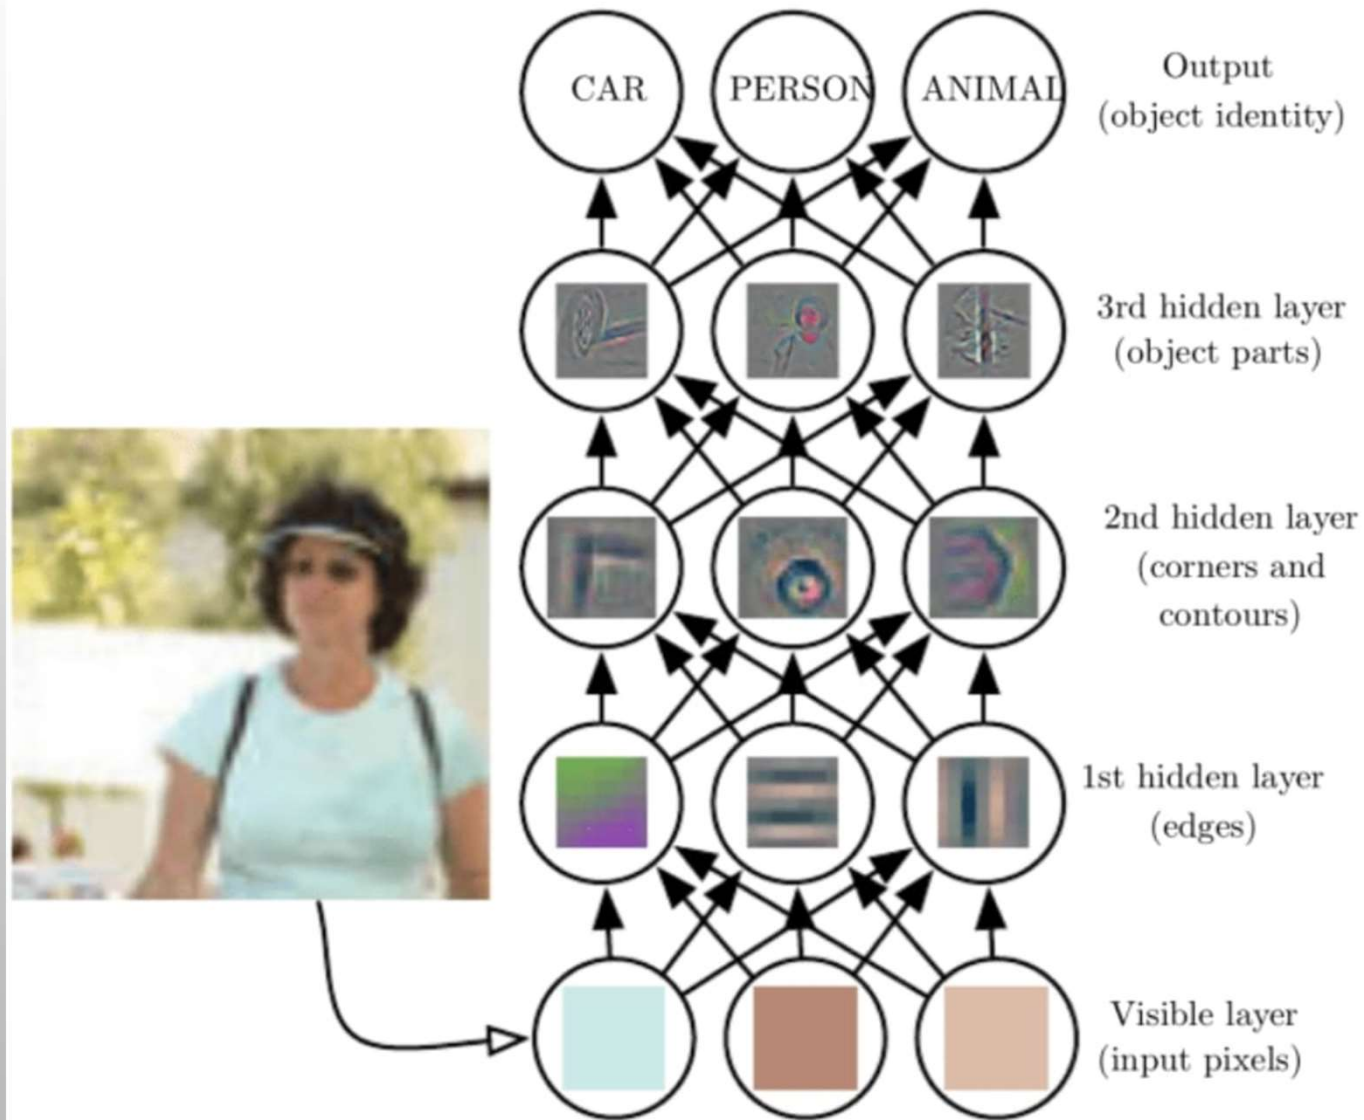 CAR
PERSON
ANIMAL
Output
(object identity)
3rd hidden layer
(object parts)
2nd hidden layer
(corners and
contours)
1st hidden layer
(edges)
Visible layer
(input pixels)